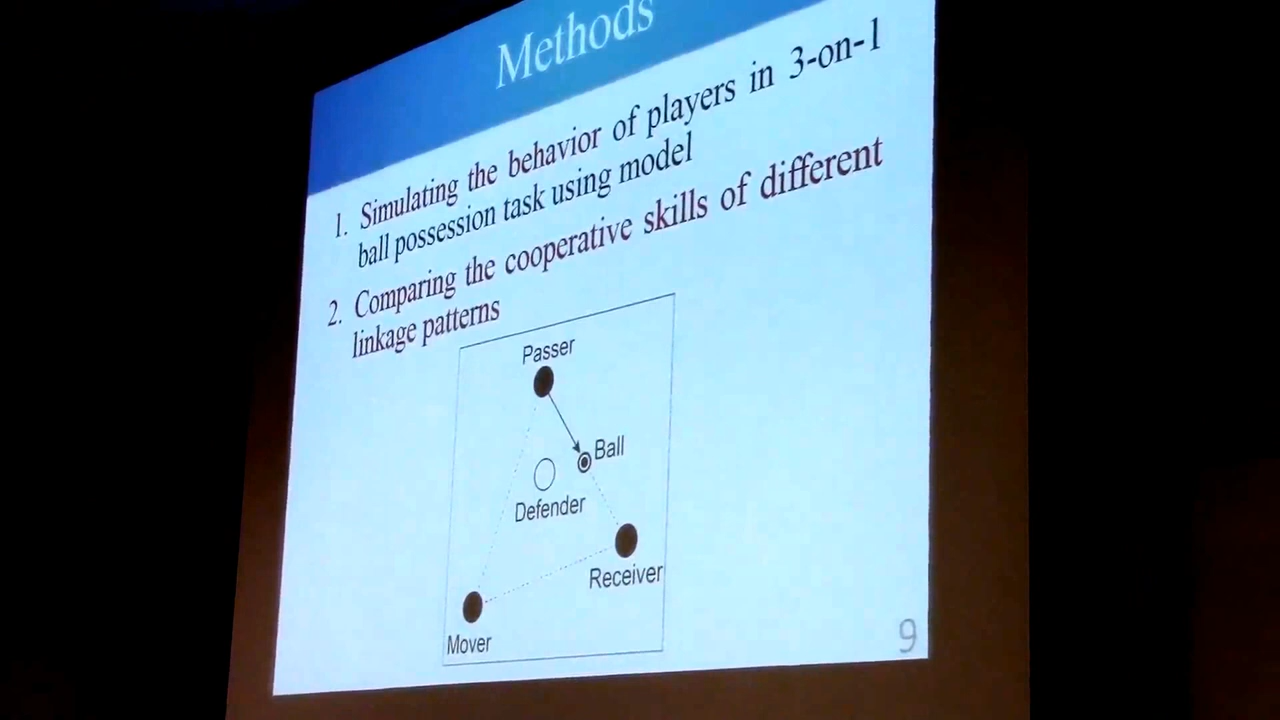 Methods
1. Simulating the behavior of players in 3-on-1
ball possession task using model
2. Comparing the cooperative skills of different
linkage patterns
Passer
Ball
Defender
Receiver
Mover
9